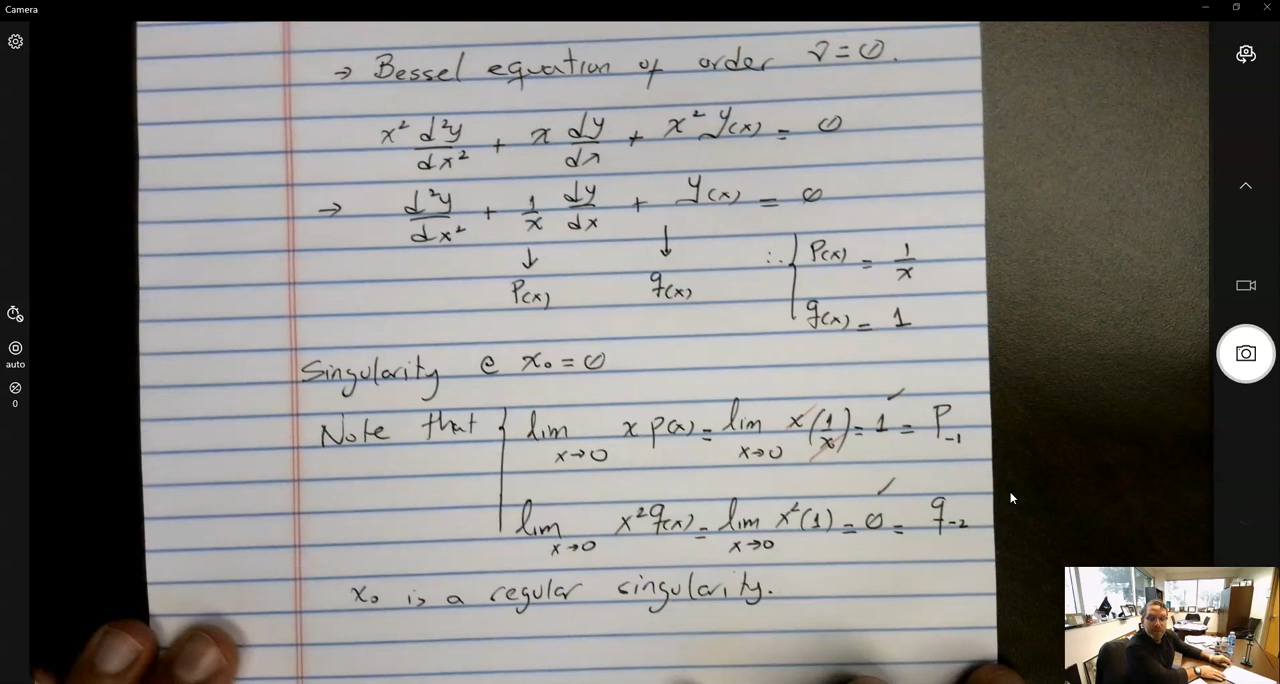 Camera
→ Bessel equation of order ν = 0.
x² d²y/dx² + x dy/dx + x² y(x) = 0
→ d²y/dx² + 1/x dy/dx + y(x) = 0
↓ ↓
P(x) q(x)
∴ { P(x) = 1/x
q(x) = 1
Singularity @ x₀ = 0
Note that { lim x→0 x p(x) = lim x→0 x(1/x) = 1 = P₋₁
lim x→0 x² q(x) = lim x→0 x²(1) = 0 = q₋₂
x₀ is a regular singularity.
auto
0